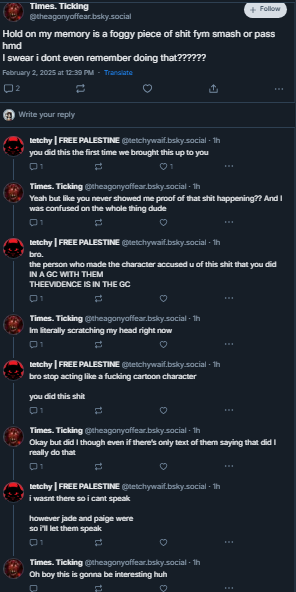 Times. Ticking
@theagonyoffear.bsky.social
+ Follow
Hold on my memory is a foggy piece of shit fym smash or pass
hmd
I swear i dont even remember doing that??????
February 2, 2025 at 12:39 PM · Translate
2
Write your reply
tetchy | FREE PALESTINE @tetchywaif.bsky.social · 1h
you did this the first time we brought this up to you
1
1
Times. Ticking @theagonyoffear.bsky.social · 1h
Yeah but like you never showed me proof of that shit happening?? And I
was confused on the whole thing dude
1
tetchy | FREE PALESTINE @tetchywaif.bsky.social · 1h
bro.
the person who made the character accused u of this shit that you did
IN A GC WITH THEM
THEEVIDENCE IS IN THE GC
1
Times. Ticking @theagonyoffear.bsky.social · 1h
Im literally scratching my head right now
1
tetchy | FREE PALESTINE @tetchywaif.bsky.social · 1h
bro stop acting like a fucking cartoon character
you did this shit
1
Times. Ticking @theagonyoffear.bsky.social · 1h
Okay but did I though even if there's only text of them saying that did I
really do that
1
tetchy | FREE PALESTINE @tetchywaif.bsky.social · 1h
i wasnt there so i cant speak
however jade and paige were
so i'll let them speak
1
Times. Ticking @theagonyoffear.bsky.social · 1h
Oh boy this is gonna be interesting huh